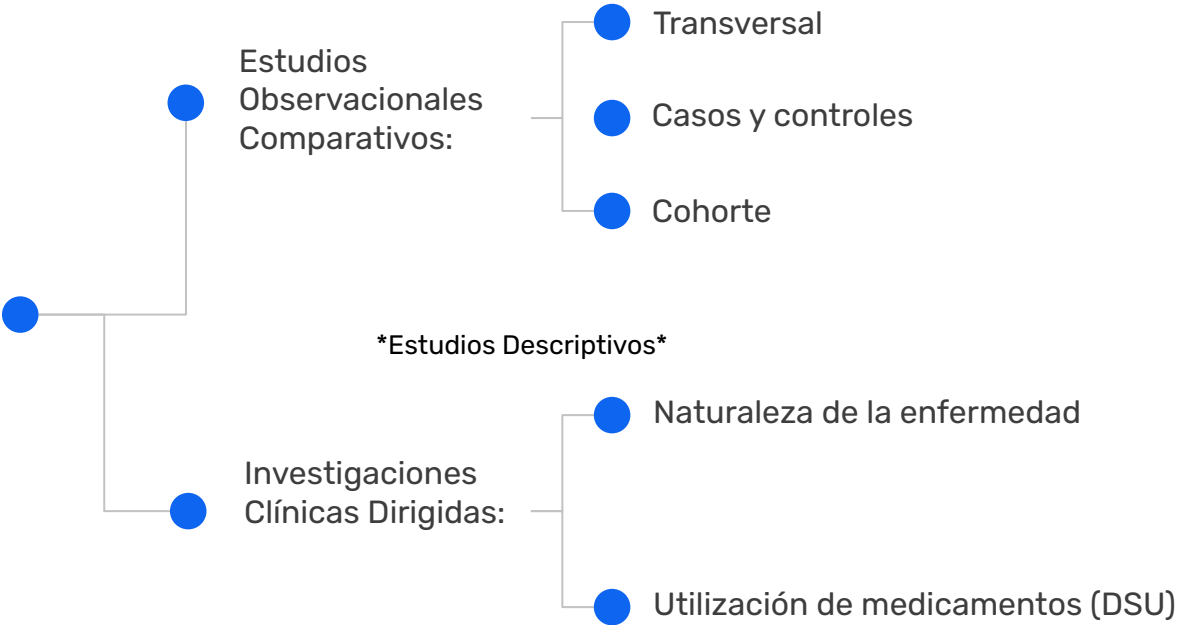 Transversal
Estudios
Observacionales
Comparativos:
Casos y controles
Cohorte
*Estudios Descriptivos*
Naturaleza de la enfermedad
Investigaciones
Clínicas Dirigidas:
Utilización de medicamentos (DSU)